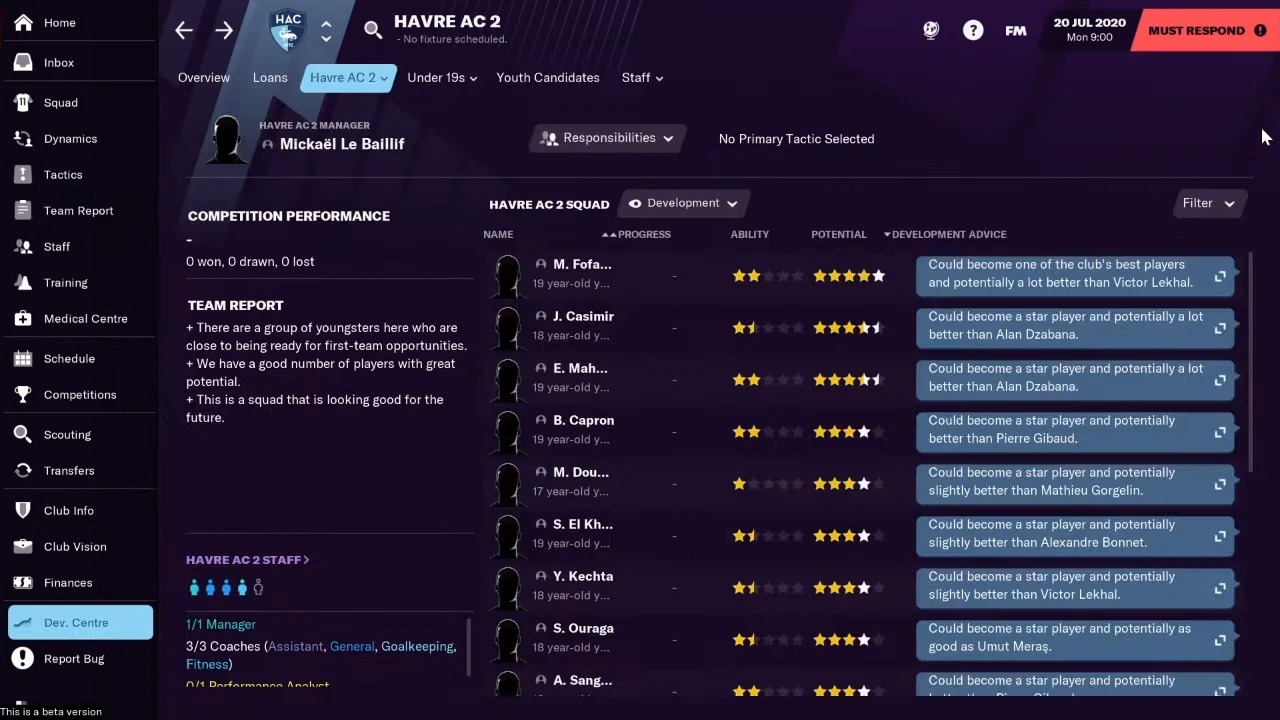 Home
Inbox
Squad
Dynamics
Tactics
Team Report
Staff
Training
Medical Centre
Schedule
Competitions
Scouting
Transfers
Club Info
Club Vision
Finances
Dev. Centre
Report Bug
This is a beta version
HAC
HAVRE AC 2
- No fixture scheduled.
?
FM
20 JUL 2020
Mon 9:00
MUST RESPOND
Overview
Loans
Havre AC 2
Under 19s
Youth Candidates
Staff
HAVRE AC 2 MANAGER
Mickaël Le Baillif
Responsibilities
No Primary Tactic Selected
COMPETITION PERFORMANCE
-
0 won, 0 drawn, 0 lost
TEAM REPORT
+ There are a group of youngsters here who are
close to being ready for first-team opportunities.
+ We have a good number of players with great
potential.
+ This is a squad that is looking good for the
future.
HAVRE AC 2 STAFF>
1/1 Manager
3/3 Coaches (Assistant, General, Goalkeeping,
Fitness)
0/1 Performance Analyst
HAVRE AC 2 SQUAD
Development
Filter
NAME PROGRESS ABILITY POTENTIAL DEVELOPMENT ADVICE
M. Fofa...
19 year-old y...
-
Could become one of the club's best players
and potentially a lot better than Victor Lekhal.
J. Casimir
18 year-old y...
-
Could become a star player and potentially a lot
better than Alan Dzabana.
E. Mah...
19 year-old y...
-
Could become a star player and potentially a lot
better than Alan Dzabana.
B. Capron
19 year-old y...
-
Could become a star player and potentially
better than Pierre Gibaud.
M. Dou...
17 year-old y...
-
Could become a star player and potentially
slightly better than Mathieu Gorgelin.
S. El Kh...
19 year-old y...
-
Could become a star player and potentially
slightly better than Alexandre Bonnet.
Y. Kechta
18 year-old y...
-
Could become a star player and potentially
slightly better than Victor Lekhal.
S. Ouraga
18 year-old y...
-
Could become a star player and potentially as
good as Umut Meraş.
A. Sang...
-
Could become a star player and potentially